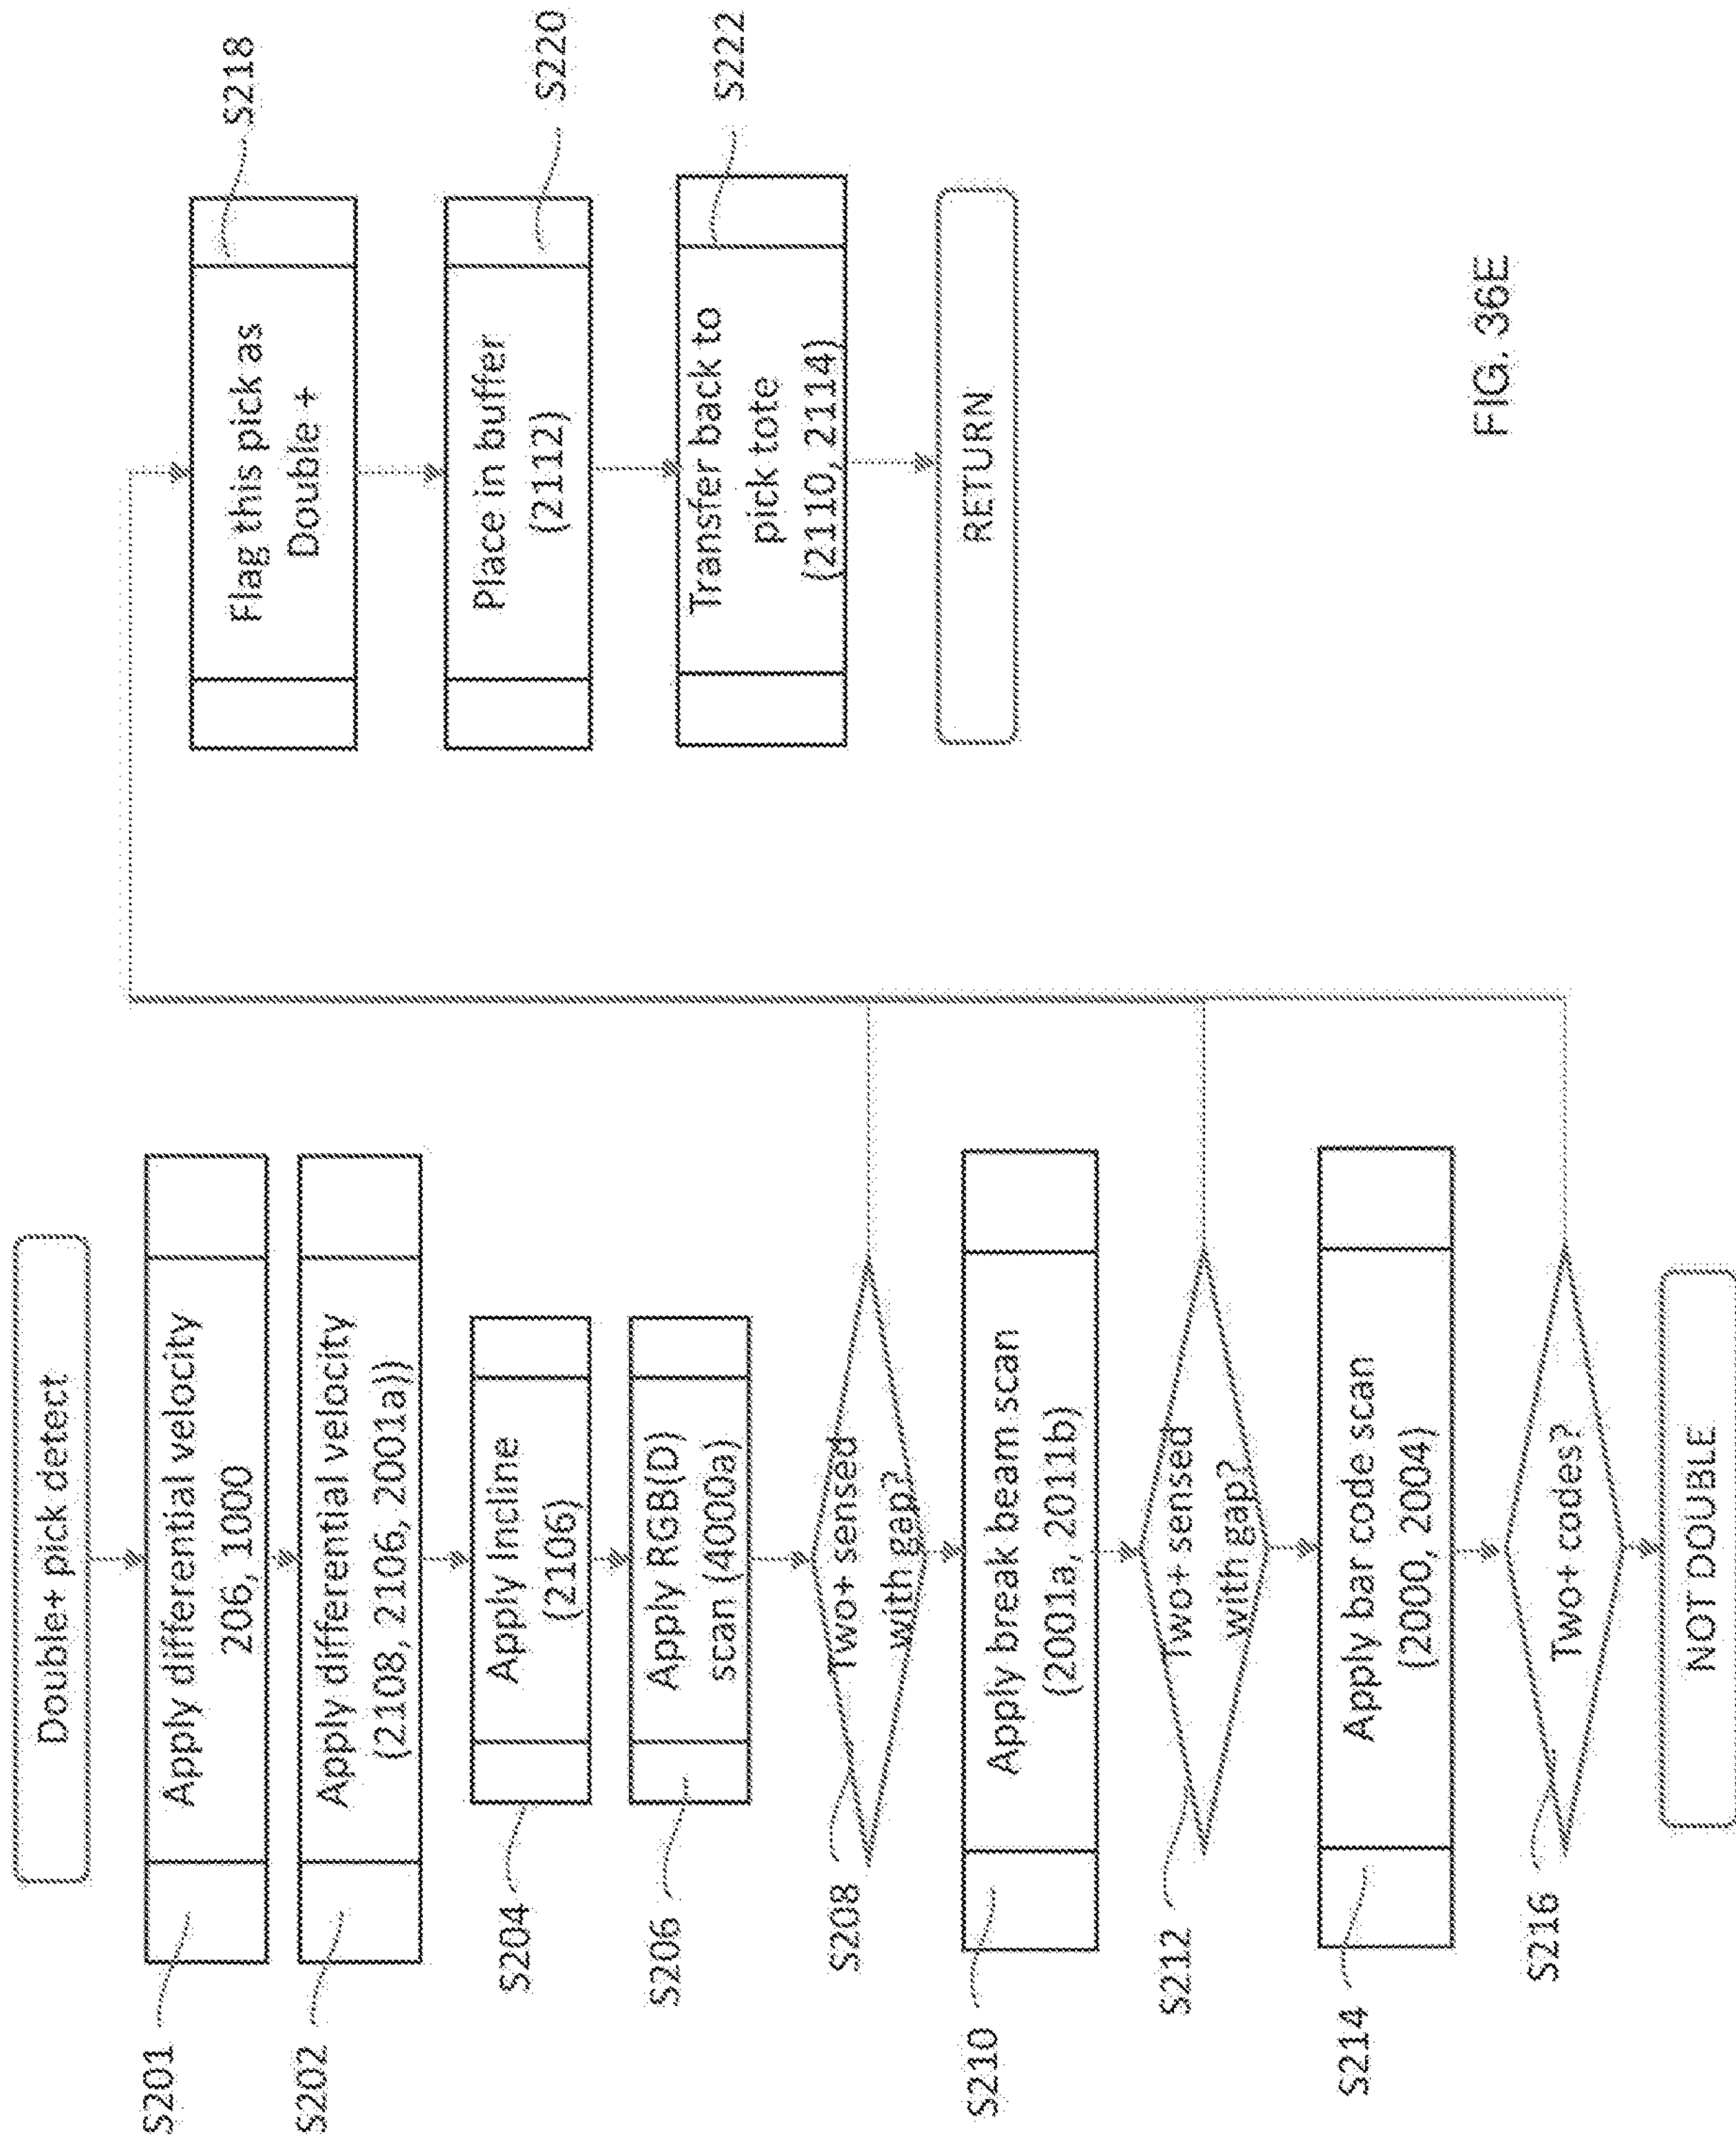 Double+ pick detect
S201
Apply differential velocity
206, 1000
S202
Apply differential velocity
(2108, 2106, 2001a))
S204
Apply Incline
(2106)
S206
Apply RGB(D)
scan (4000a)
S208
Two+ sensed
with gap?
S210
Apply break beam scan
(2001a, 2011b)
S212
Two+ sensed
with gap?
S214
Apply bar code scan
(2000, 2004)
S216
Two+ codes?
NOT DOUBLE
S218
Flag this pick as
Double +
S220
Place in buffer
(2112)
S222
Transfer back to
pick tote
(2110, 2114)
RETURN
FIG. 36E